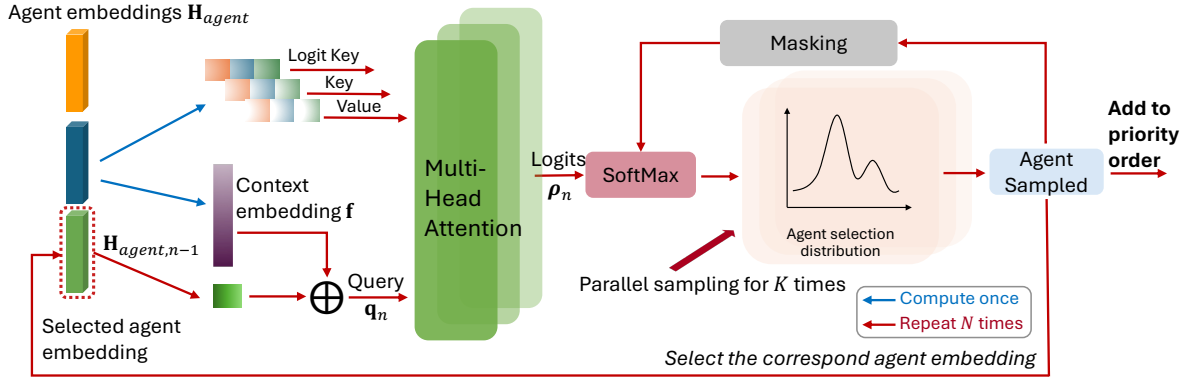 Agent embeddings H_agent
Logit Key
Key
Value
Masking
Add to
priority
order
Multi-
Head
Attention
Logits
ρ_n
SoftMax
Agent
Sampled
Context
embedding f
H_agent,n−1
Query
q_n
Agent selection
distribution
Parallel sampling for K times
Compute once
Repeat N times
Selected agent
embedding
Select the correspond agent embedding